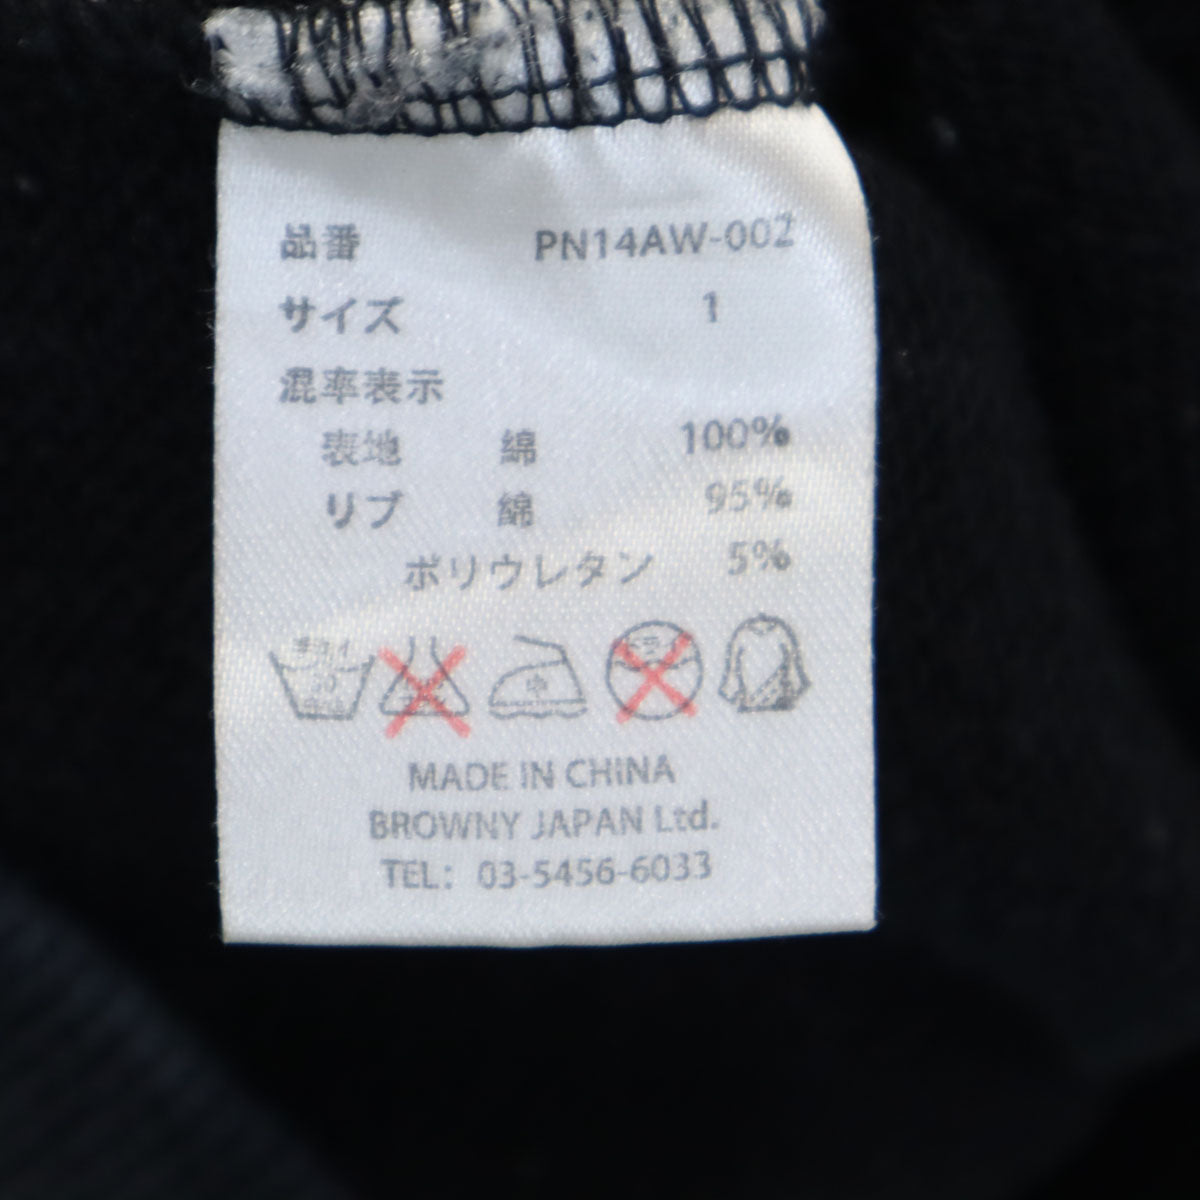 品番 PN14AW-002
サイズ 1
混率表示
表地 綿 100%
リブ 綿 95%
ポリウレタン 5%
中
MADE IN CHINA
BROWNY JAPAN Ltd.
TEL: 03-5456-6033